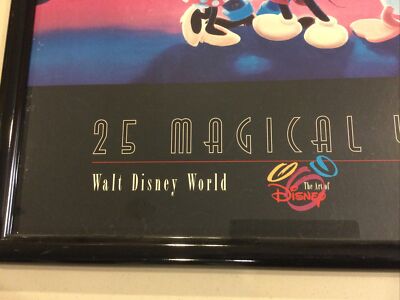 25 MAGICAL
Walt Disney World
The Art of
Disney